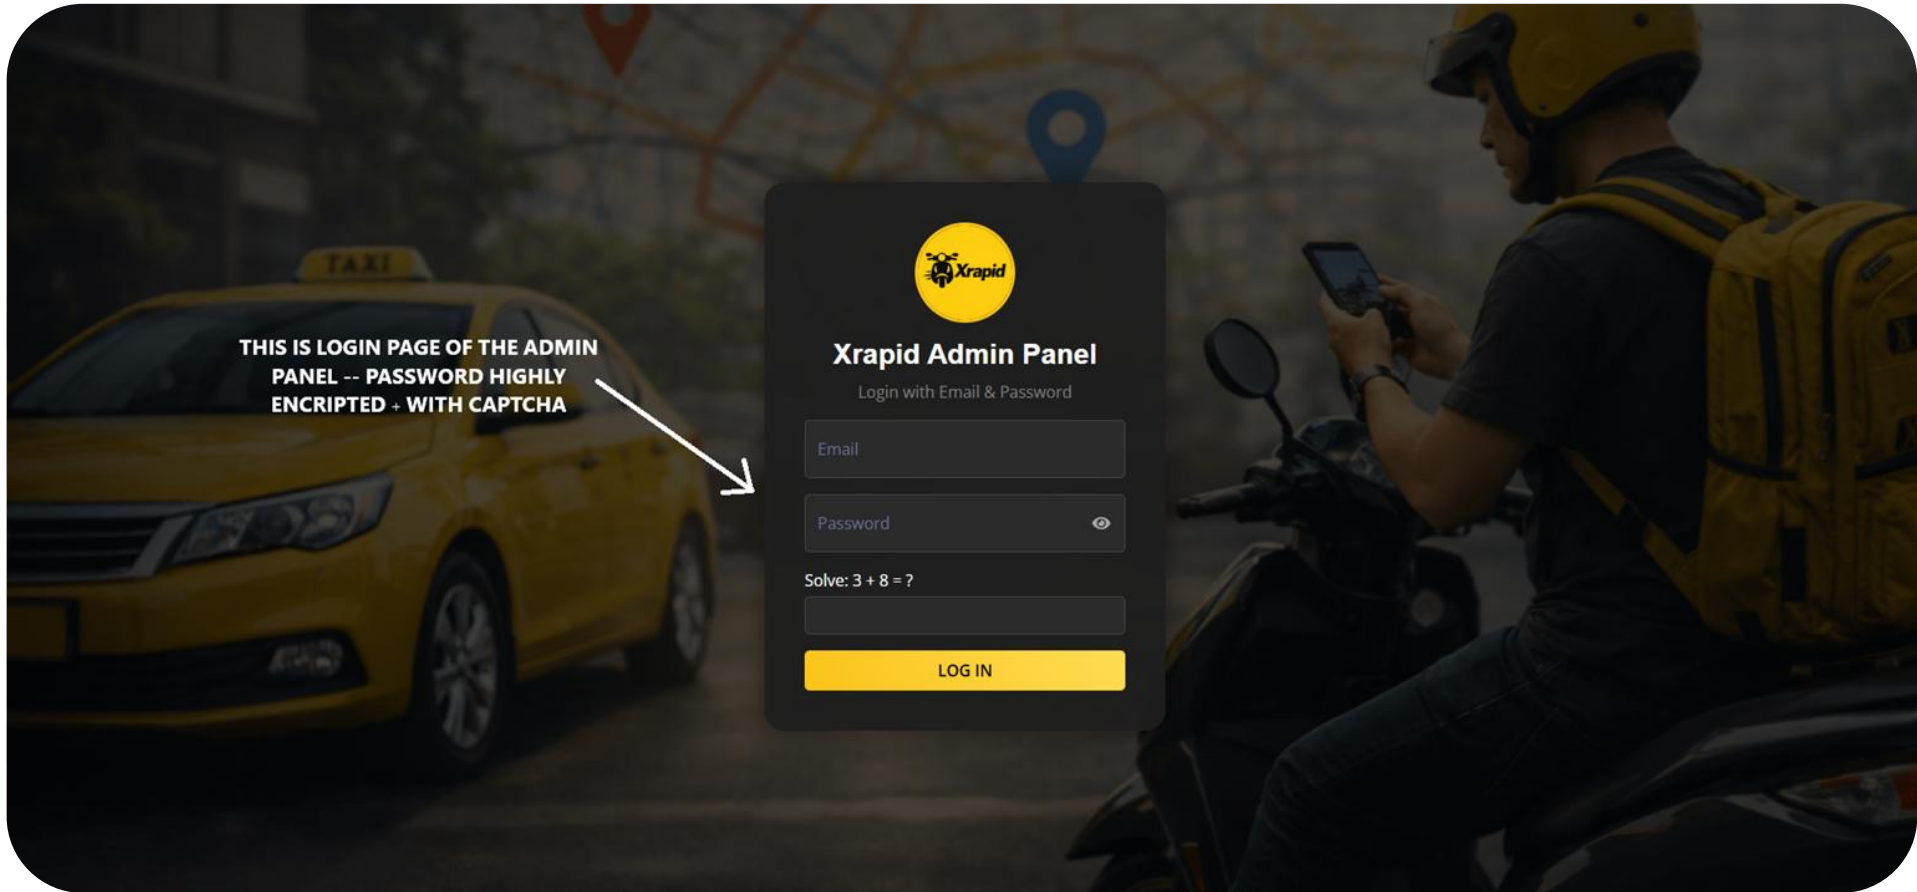 TAXI
THIS IS LOGIN PAGE OF THE ADMIN
PANEL -- PASSWORD HIGHLY
ENCRIPTED + WITH CAPTCHA
Xrapid
Xrapid Admin Panel
Login with Email & Password
Email
Password
Solve: 3 + 8 = ?
LOG IN